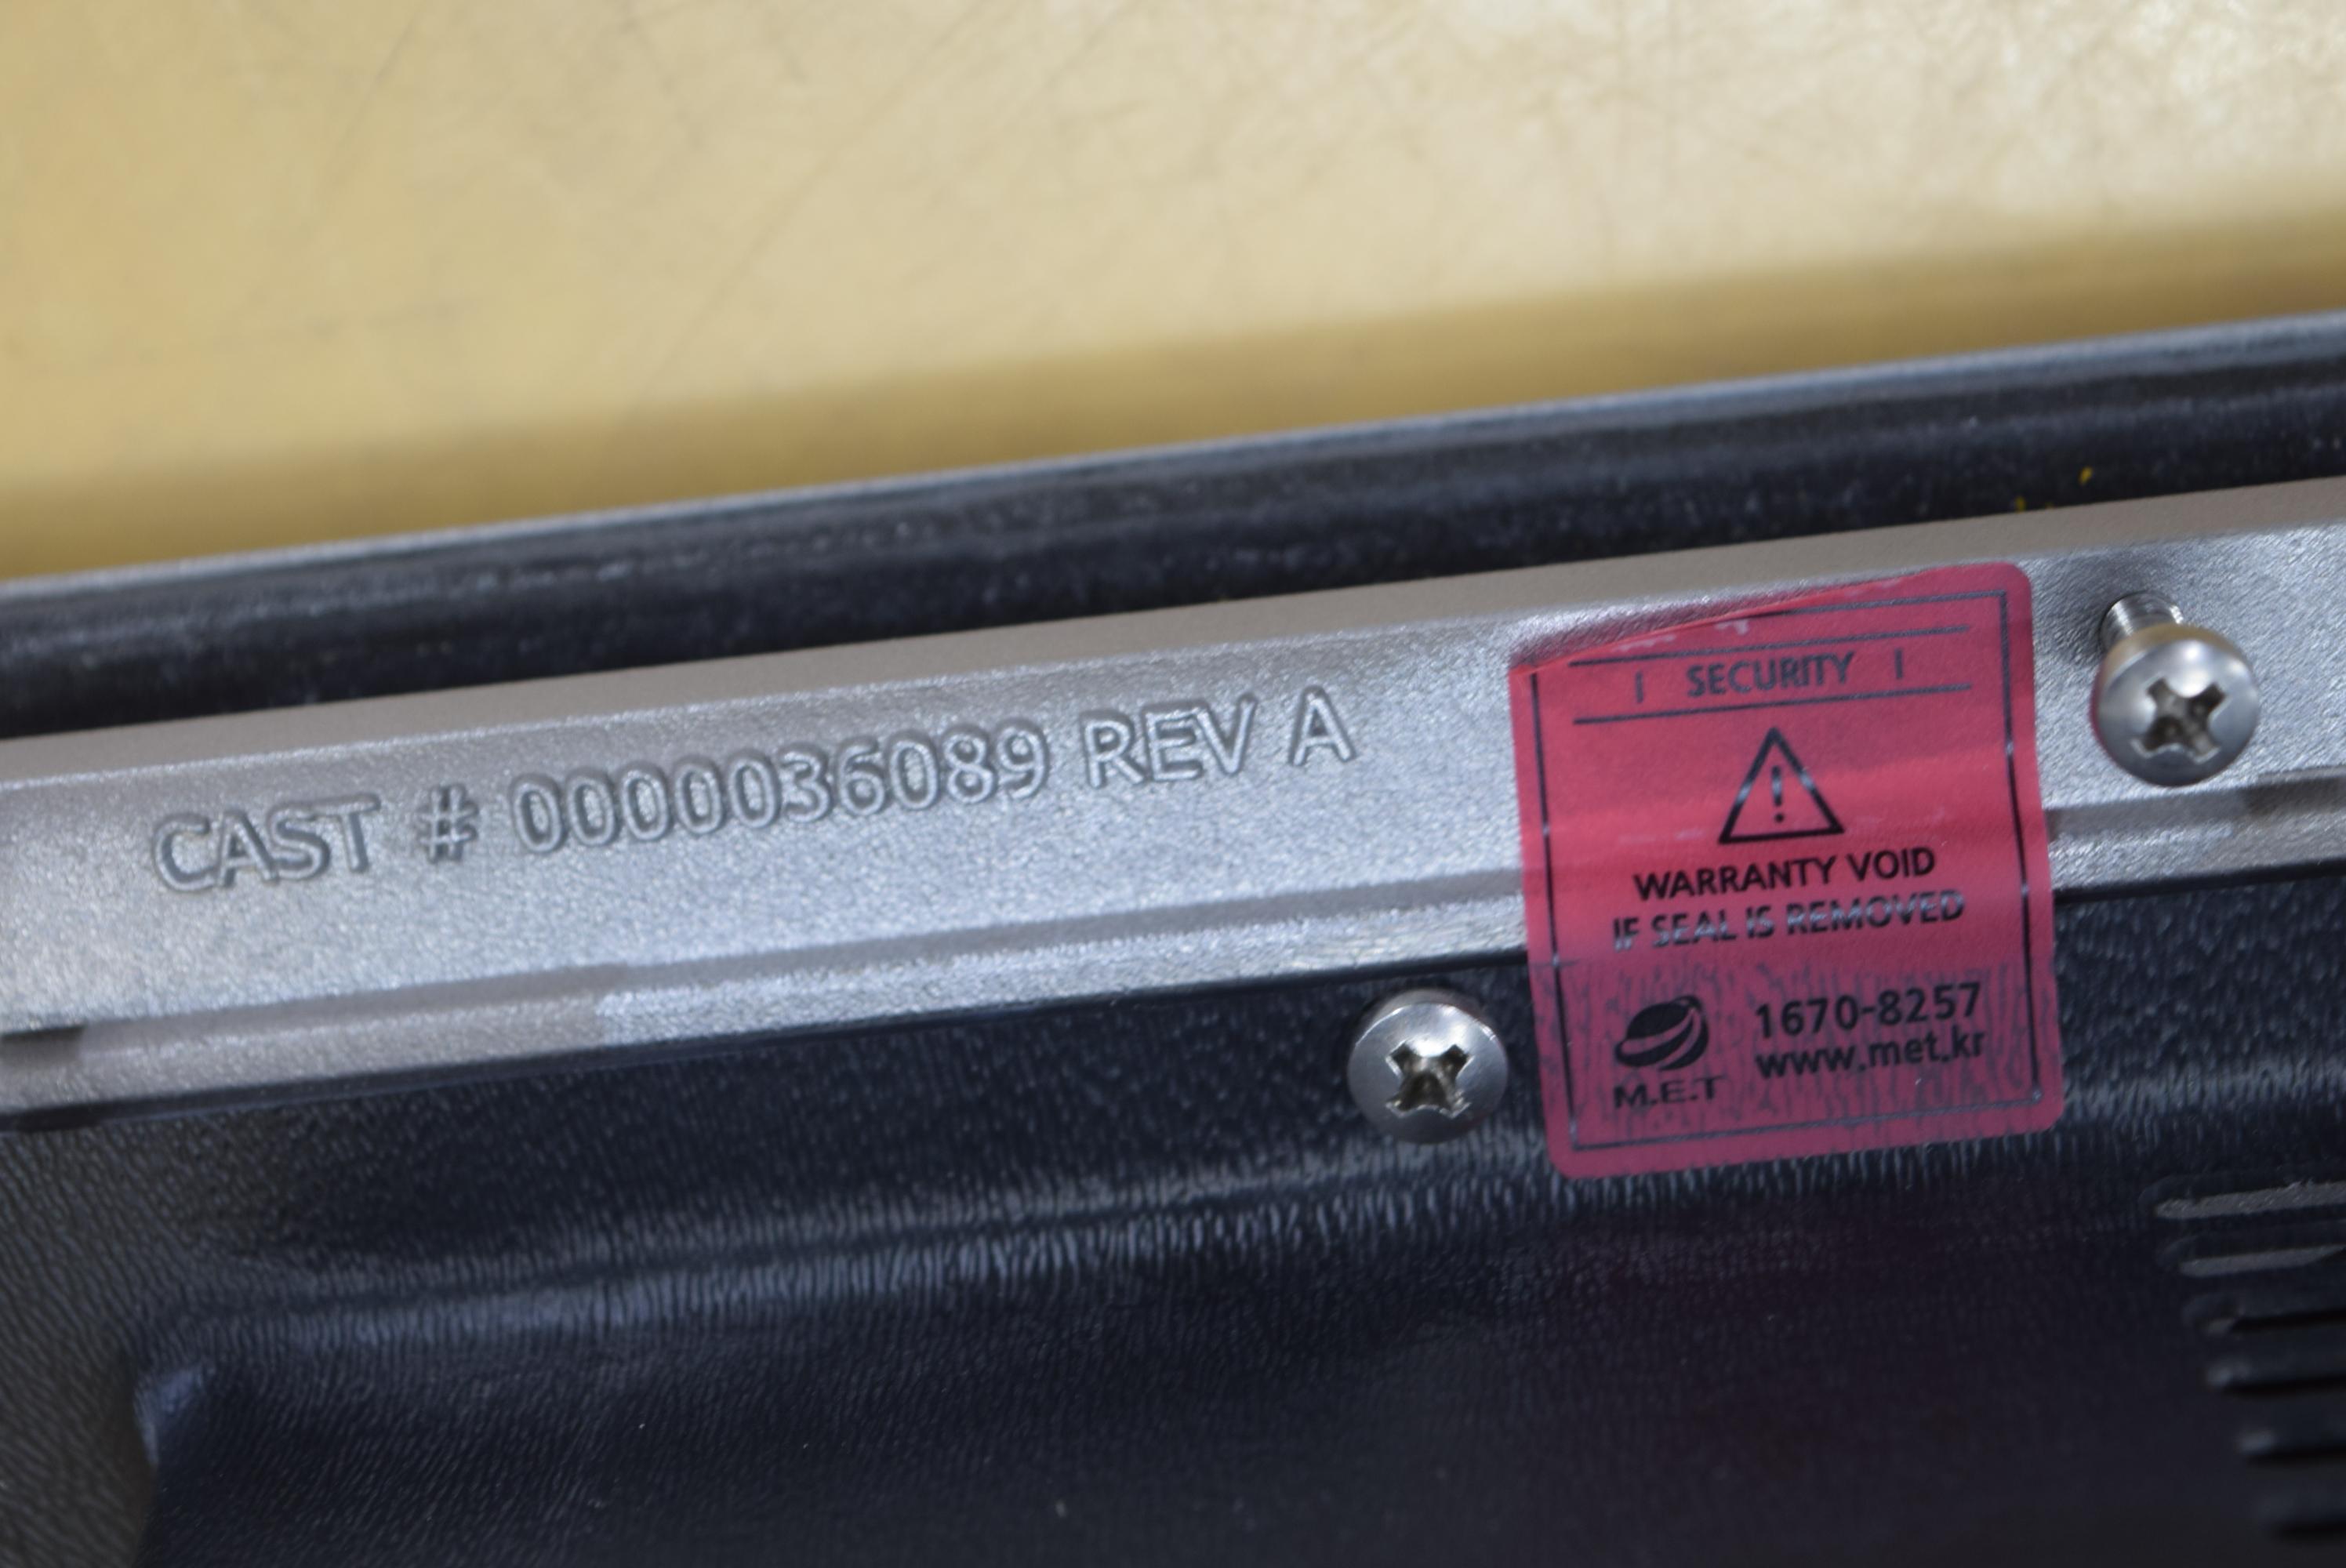 CAST # 0000036089 REV A
SECURITY
WARRANTY VOID
IF SEAL IS REMOVED
1670-8257
www.met.kr
M.E.T